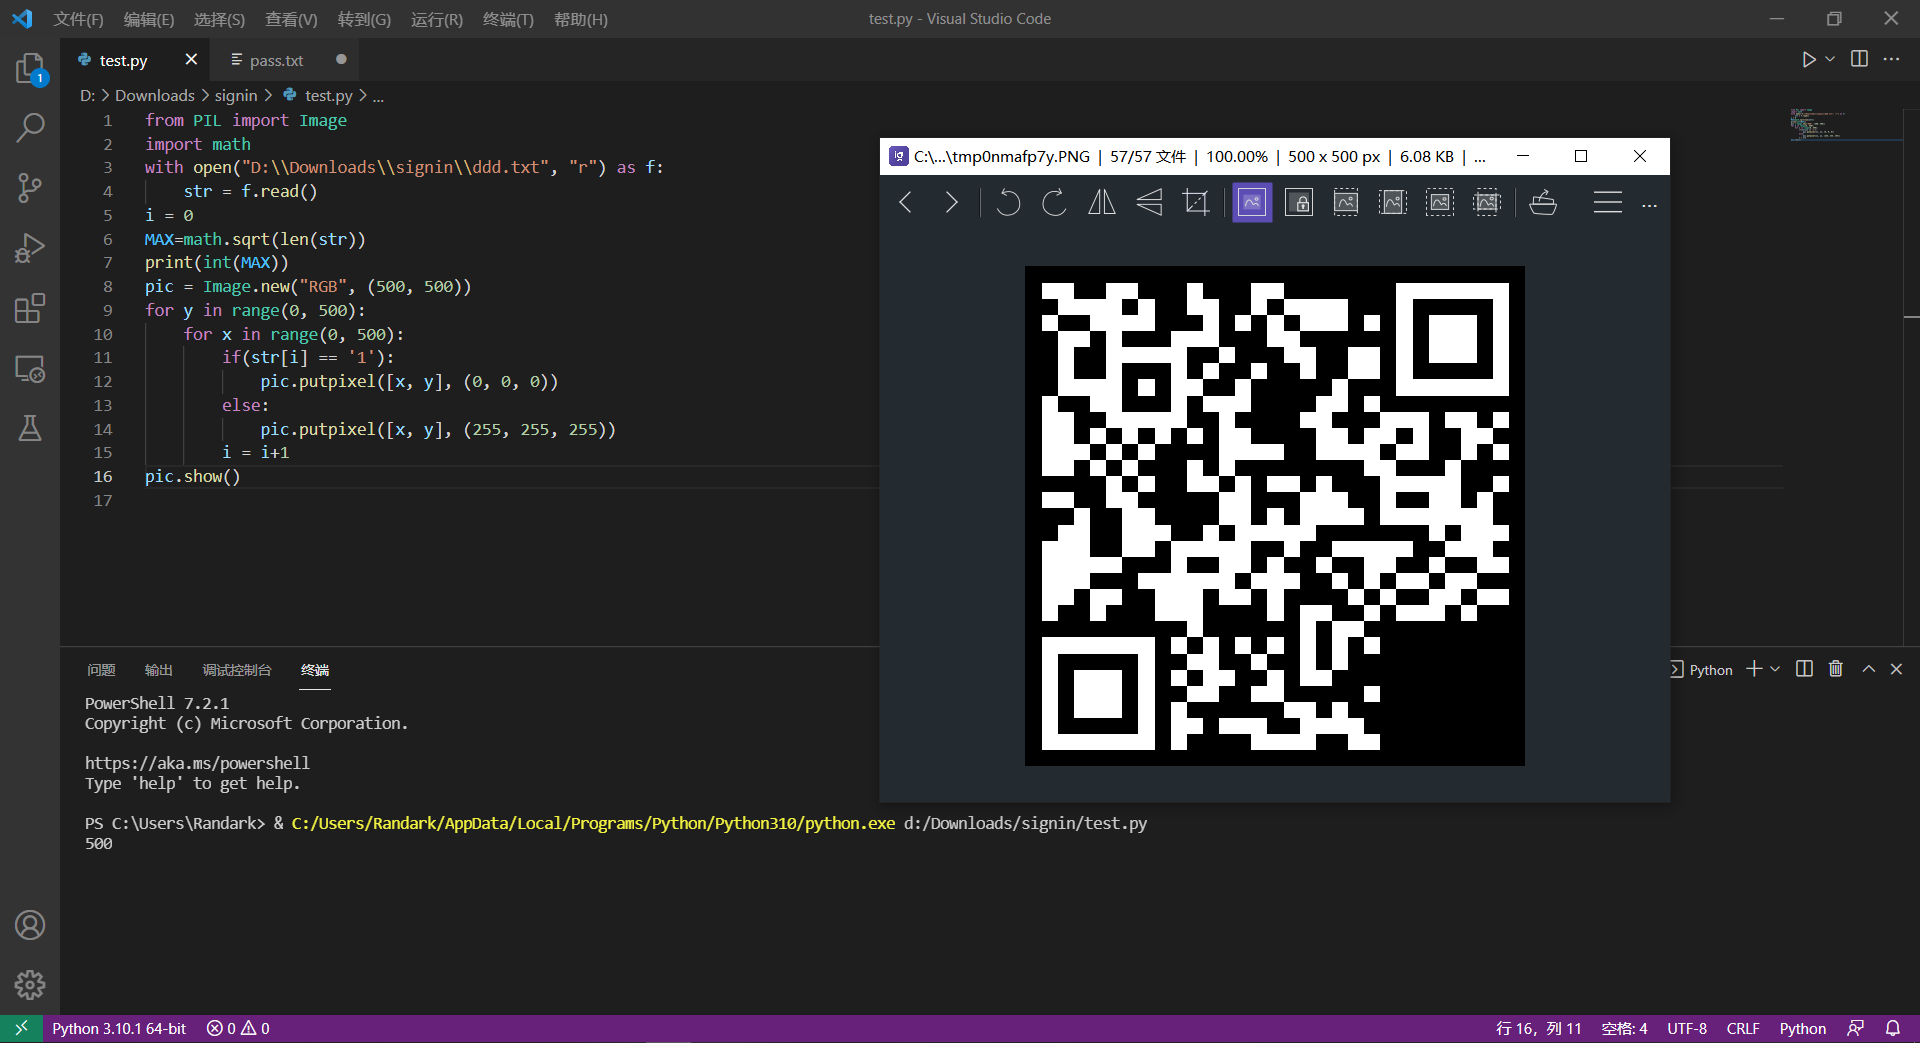 文件(F) 编辑(E) 选择(S) 查看(V) 转到(G) 运行(R) 终端(T) 帮助(H) test.py - Visual Studio Code
1
test.py pass.txt
D: > Downloads > signin > test.py > ...
1 from PIL import Image
2 import math
3 with open("D:\\Downloads\\signin\\ddd.txt", "r") as f:
4 str = f.read()
5 i = 0
6 MAX=math.sqrt(len(str))
7 print(int(MAX))
8 pic = Image.new("RGB", (500, 500))
9 for y in range(0, 500):
10 for x in range(0, 500):
11 if(str[i] == '1'):
12 pic.putpixel([x, y], (0, 0, 0))
13 else:
14 pic.putpixel([x, y], (255, 255, 255))
15 i = i+1
16 pic.show()
17
C:\...\tmp0nmafp7y.PNG | 57/57 文件 | 100.00% | 500 x 500 px | 6.08 KB | ...
问题 输出 调试控制台 终端 Python
PowerShell 7.2.1
Copyright (c) Microsoft Corporation.
https://aka.ms/powershell
Type 'help' to get help.
PS C:\Users\Randark> & C:/Users/Randark/AppData/Local/Programs/Python/Python310/python.exe d:/Downloads/signin/test.py
500
Python 3.10.1 64-bit 0 0 行 16, 列 11 空格: 4 UTF-8 CRLF Python